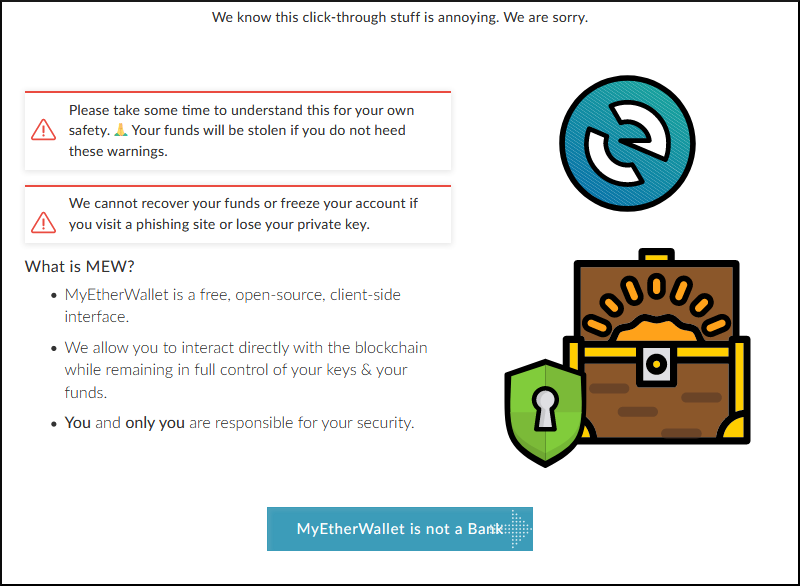 We know this click-through stuff is annoying. We are sorry.
Please take some time to understand this for your own
safety. 🙏 Your funds will be stolen if you do not heed
these warnings.
We cannot recover your funds or freeze your account if
you visit a phishing site or lose your private key.
What is MEW?
• MyEtherWallet is a free, open-source, client-side
interface.
• We allow you to interact directly with the blockchain
while remaining in full control of your keys & your
funds.
• You and only you are responsible for your security.
MyEtherWallet is not a Bank